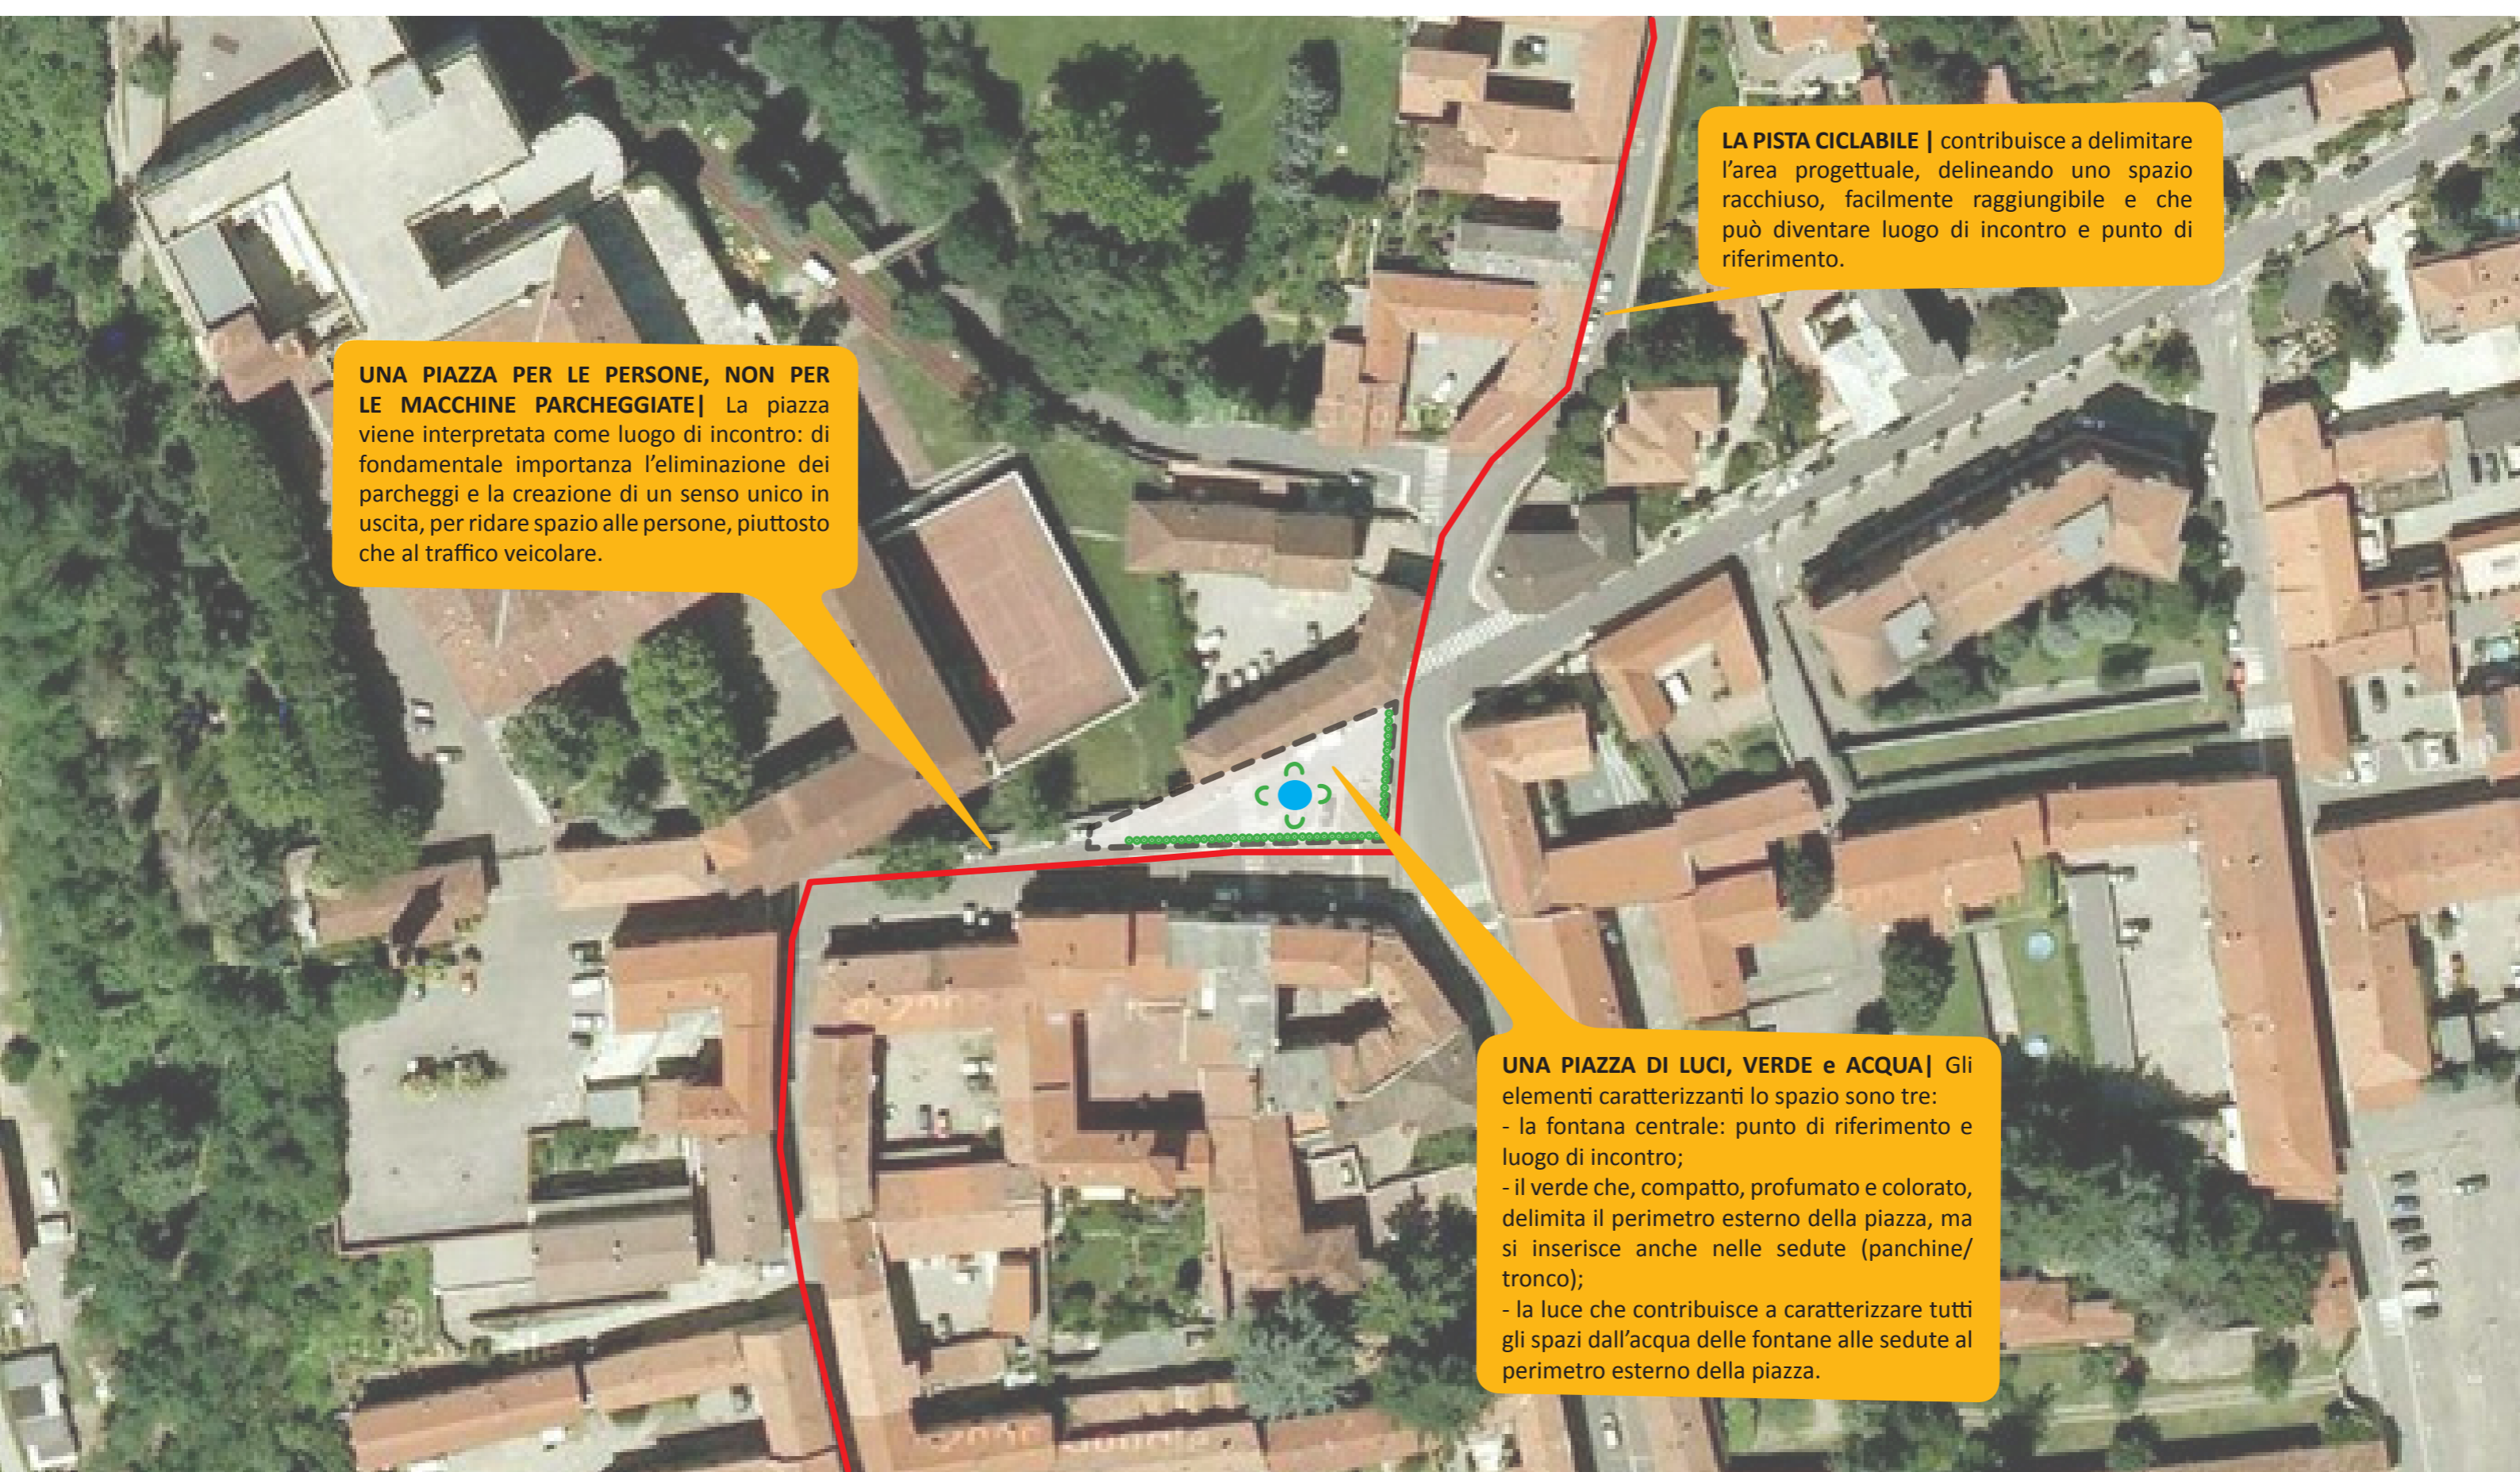 LA PISTA CICLABILE | contribuisce a delimitare
l'area progettuale, delineando uno spazio
racchiuso, facilmente raggiungibile e che
può diventare luogo di incontro e punto di
riferimento.
UNA PIAZZA PER LE PERSONE, NON PER
LE MACCHINE PARCHEGGIATE| La piazza
viene interpretata come luogo di incontro: di
fondamentale importanza l'eliminazione dei
parcheggi e la creazione di un senso unico in
uscita, per ridare spazio alle persone, piuttosto
che al traffico veicolare.
UNA PIAZZA DI LUCI, VERDE e ACQUA| Gli
elementi caratterizzanti lo spazio sono tre:
- la fontana centrale: punto di riferimento e
luogo di incontro;
- il verde che, compatto, profumato e colorato,
delimita il perimetro esterno della piazza, ma
si inserisce anche nelle sedute (panchine/
tronco);
- la luce che contribuisce a caratterizzare tutti
gli spazi dall'acqua delle fontane alle sedute al
perimetro esterno della piazza.